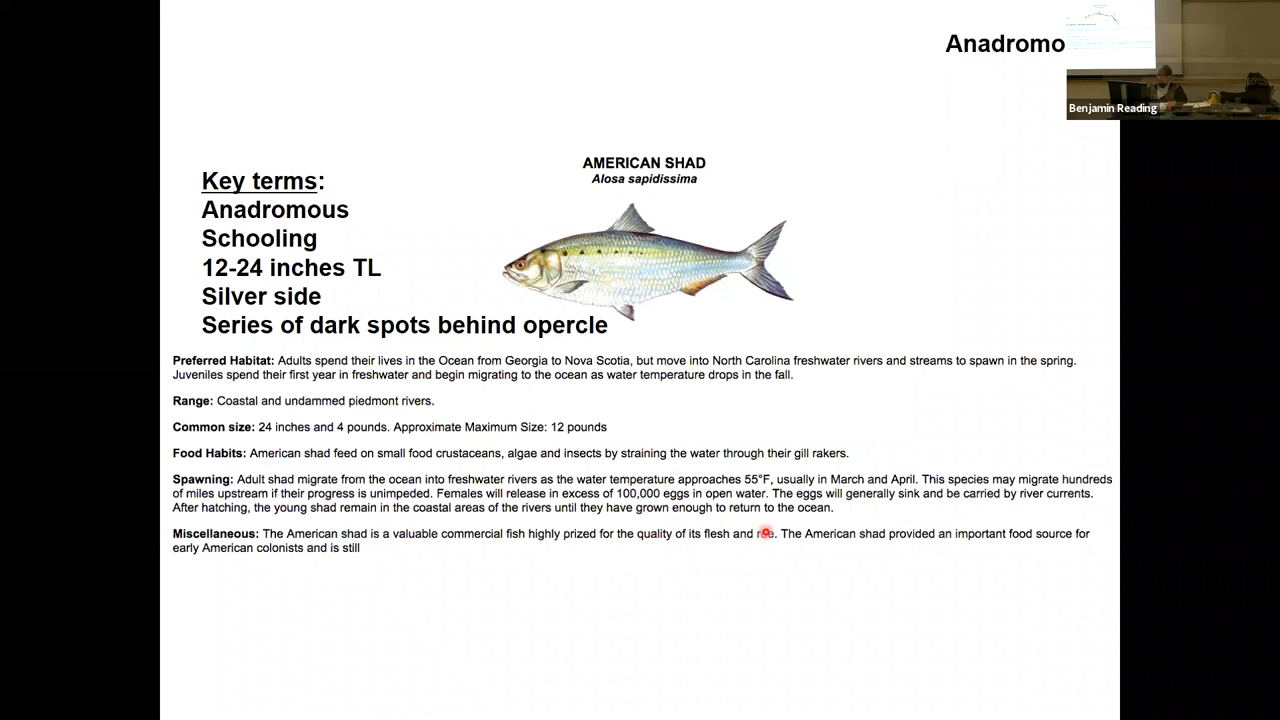 Anadromo
Benjamin Reading
AMERICAN SHAD
Alosa sapidissima
Key terms:
Anadromous
Schooling
12-24 inches TL
Silver side
Series of dark spots behind opercle
Preferred Habitat: Adults spend their lives in the Ocean from Georgia to Nova Scotia, but move into North Carolina freshwater rivers and streams to spawn in the spring.
Juveniles spend their first year in freshwater and begin migrating to the ocean as water temperature drops in the fall.
Range: Coastal and undammed piedmont rivers.
Common size: 24 inches and 4 pounds. Approximate Maximum Size: 12 pounds
Food Habits: American shad feed on small food crustaceans, algae and insects by straining the water through their gill rakers.
Spawning: Adult shad migrate from the ocean into freshwater rivers as the water temperature approaches 55°F, usually in March and April. This species may migrate hundreds
of miles upstream if their progress is unimpeded. Females will release in excess of 100,000 eggs in open water. The eggs will generally sink and be carried by river currents.
After hatching, the young shad remain in the coastal areas of the rivers until they have grown enough to return to the ocean.
Miscellaneous: The American shad is a valuable commercial fish highly prized for the quality of its flesh and roe. The American shad provided an important food source for
early American colonists and is still